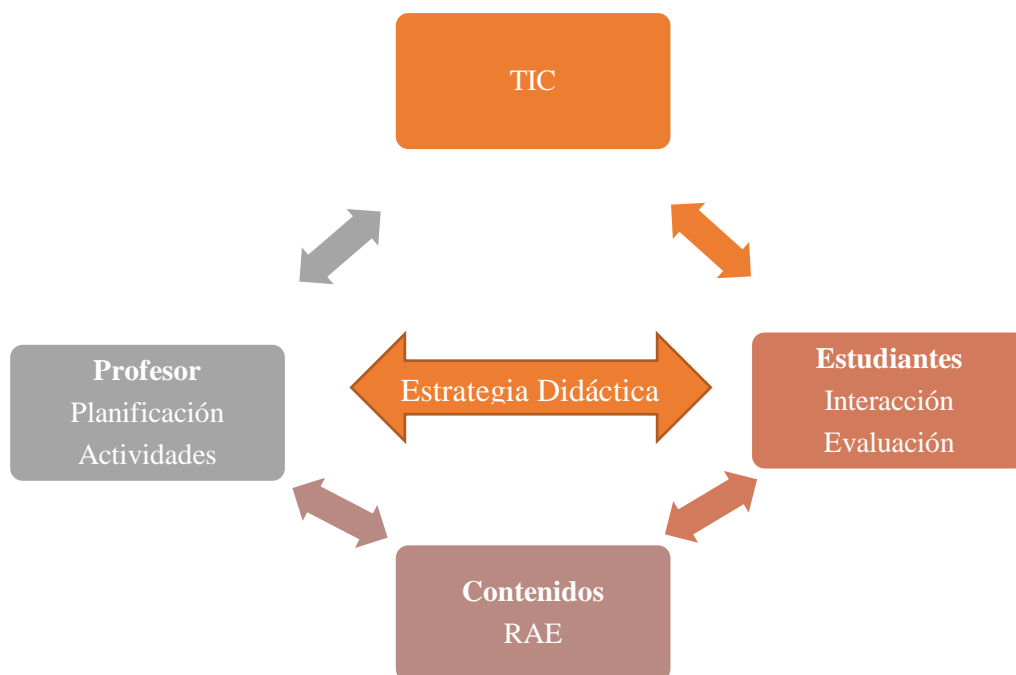 TIC
Profesor
Planificación
Actividades
Estrategia Didáctica
Estudiantes
Interacción
Evaluación
Contenidos
RAE